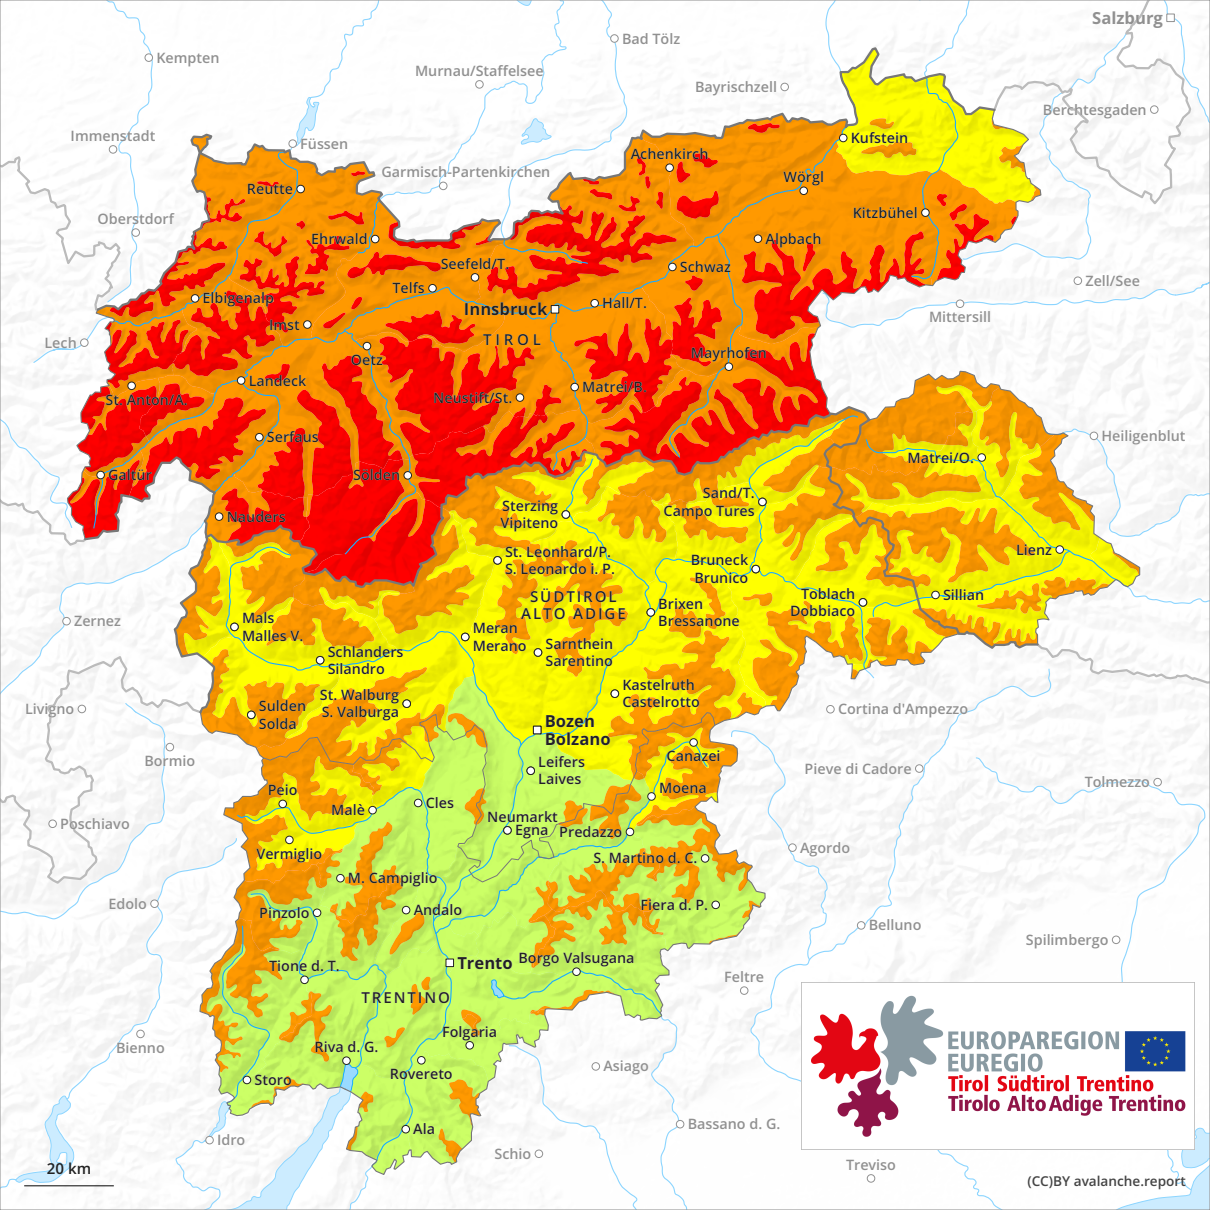 Salzburg
Bad Tölz
Kempten
Murnau/Staffelsee
Bayrischzell
Berchtesgaden
Immenstadt
Füssen
Kufstein
Achenkirch
Garmisch-Partenkirchen
Wörgl
Reutte
Oberstdorf
Kitzbühel
Ehrwald
Alpbach
Seefeld/T.
Schwaz
Zell/See
Telfs
Elbigenalp
Hall/T.
Innsbruck
Mittersill
Imst
TIROL
Lech
Oetz
Mayrhofen
Landeck
Matrei/B.
St. Anton/A.
Neustift/St.
Serfaus
Heiligenblut
Matrei/O.
Galtür
Sölden
Sand/T.
Campo Tures
Sterzing
Vipiteno
Nauders
Lienz
St. Leonhard/P.
S. Leonardo i. P.
Bruneck
Brunico
SÜDTIROL
ALTO ADIGE
Toblach
Dobbiaco
Sillian
Brixen
Bressanone
Zernez
Mals
Malles V.
Meran
Merano
Sarnthein
Sarentino
Schlanders
Silandro
Kastelruth
Castelrotto
St. Walburg
S. Valburga
Livigno
Sulden
Solda
Cortina d'Ampezzo
Bozen
Bolzano
Bormio
Canazei
Leifers
Laives
Pieve di Cadore
Tolmezzo
Peio
Moena
Malè
Cles
Neumarkt
Egna
Poschiavo
Predazzo
Vermiglio
Agordo
S. Martino d. C.
M. Campiglio
Edolo
Pinzolo
Andalo
Fiera d. P.
Belluno
Spilimbergo
Borgo Valsugana
Trento
Tione d. T.
Feltre
TRENTINO
Folgaria
Bienno
Riva d. G.
Rovereto
Asiago
Storo
EUROPAREGION
EUREGIO
Tirol Südtirol Trentino
Tirolo Alto Adige Trentino
Ala
Bassano d. G.
Idro
Schio
Treviso
20 km
(CC)BY avalanche.report